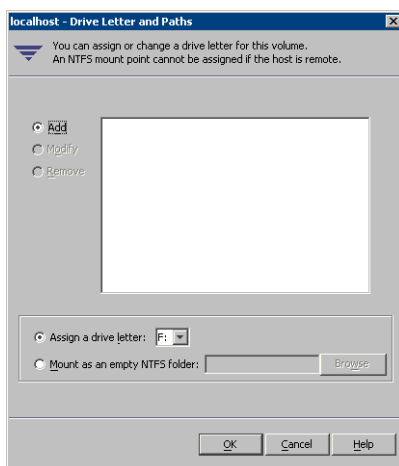 localhost - Drive Letter and Paths
You can assign or change a drive letter for this volume.
An NTFS mount point cannot be assigned if the host is remote.
Add
Modify
Remove
Assign a drive letter: F:
Mount as an empty NTFS folder: Browse
OK Cancel Help